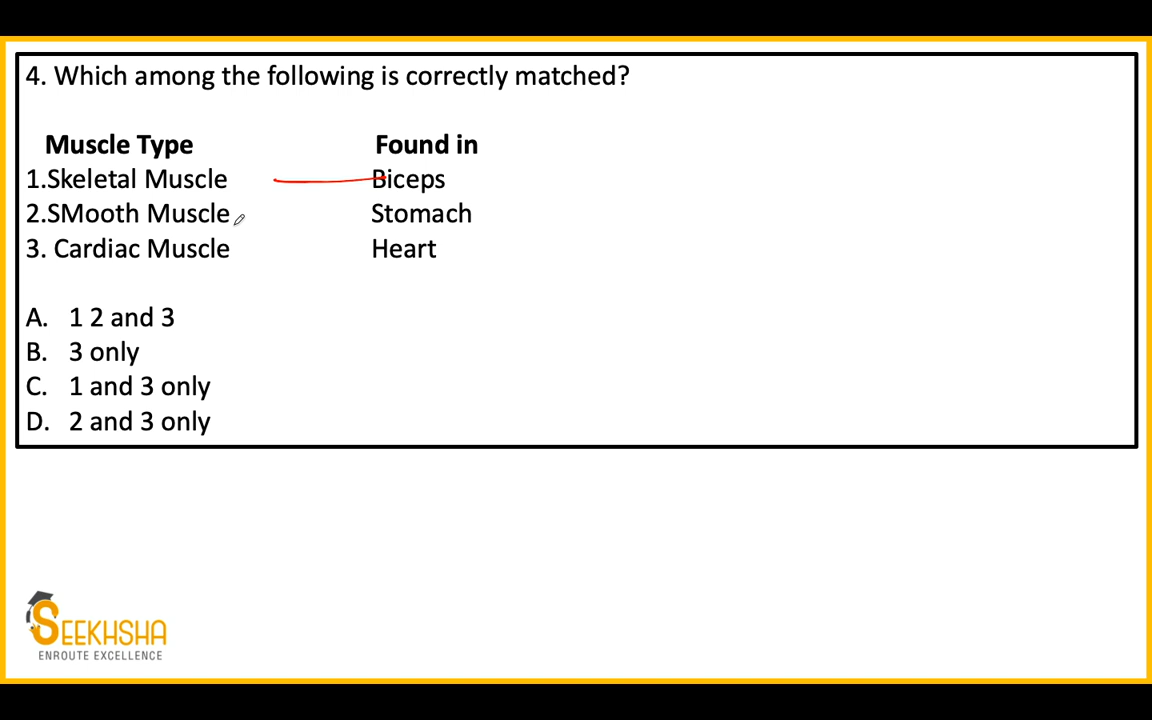 4. Which among the following is correctly matched?
Muscle Type Found in
1.Skeletal Muscle Biceps
2.SMooth Muscle Stomach
3. Cardiac Muscle Heart
A. 1 2 and 3
B. 3 only
C. 1 and 3 only
D. 2 and 3 only
SEEKHSHA
ENROUTE EXCELLENCE